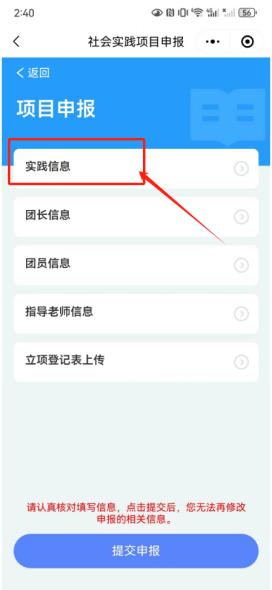 2:40
56
社会实践项目申报
返回
项目申报
实践信息
团长信息
团员信息
指导老师信息
立项登记表上传
请认真核对填写信息，点击提交后，您无法再修改
申报的相关信息。
提交申报